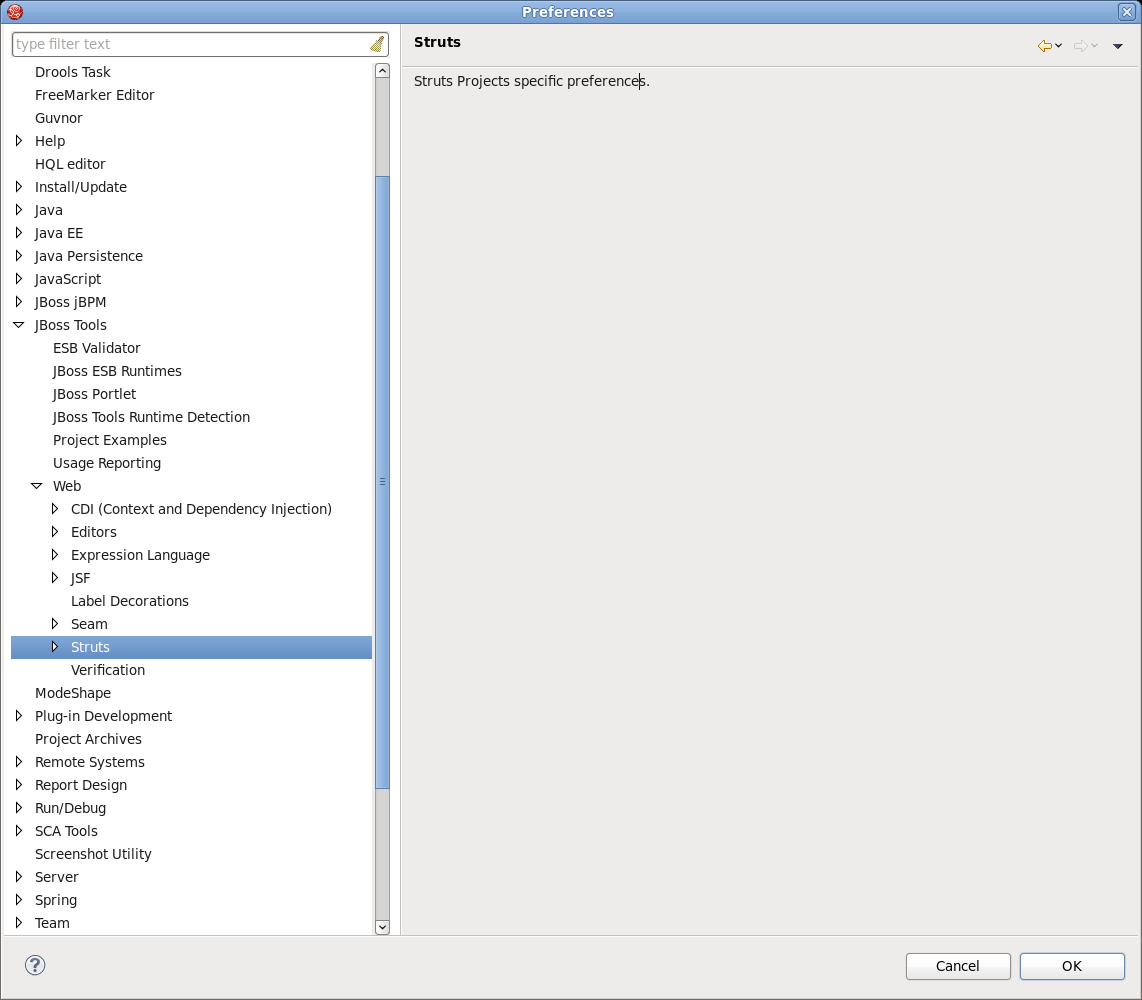 Preferences
type filter text
Drools Task
FreeMarker Editor
Guvnor
Help
HQL editor
Install/Update
Java
Java EE
Java Persistence
JavaScript
JBoss jBPM
JBoss Tools
ESB Validator
JBoss ESB Runtimes
JBoss Portlet
JBoss Tools Runtime Detection
Project Examples
Usage Reporting
Web
CDI (Context and Dependency Injection)
Editors
Expression Language
JSF
Label Decorations
Seam
Struts
Verification
ModeShape
Plug-in Development
Project Archives
Remote Systems
Report Design
Run/Debug
SCA Tools
Screenshot Utility
Server
Spring
Team
Struts
Struts Projects specific preferences.
?
Cancel
OK